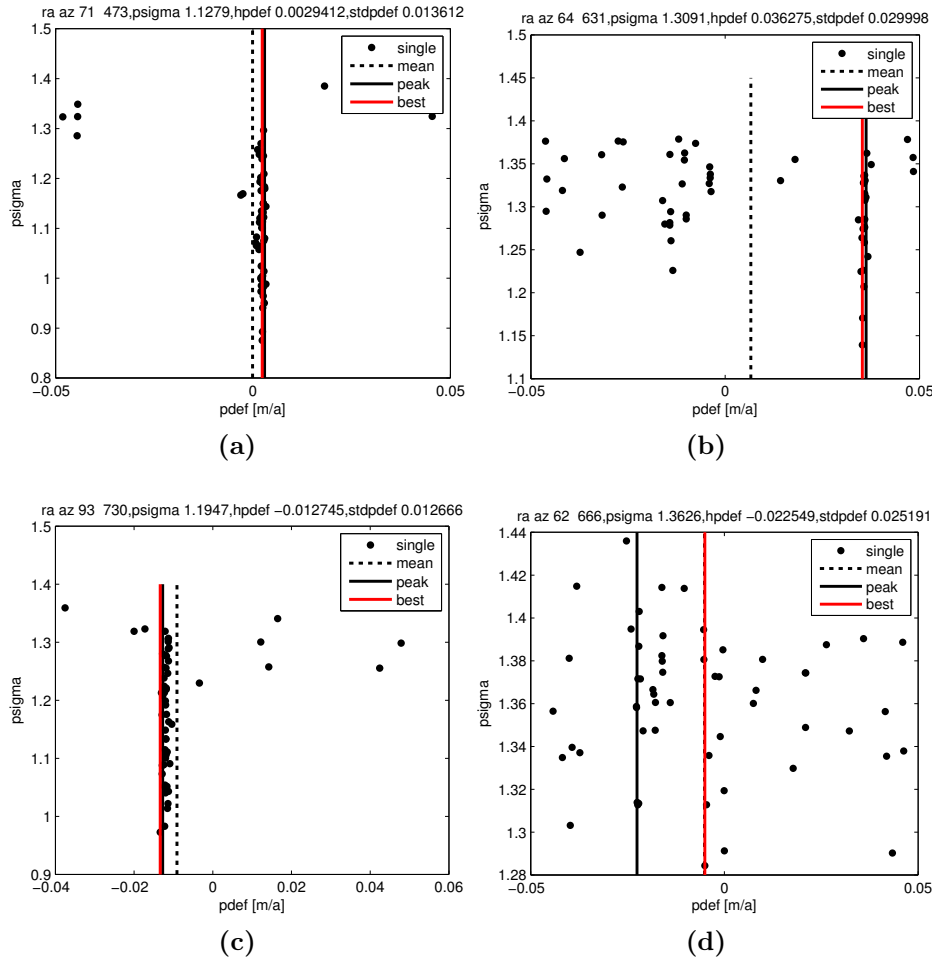 ra az 71  473,psigma 1.1279,hpdef 0.0029412,stdpdef 0.013612
1.5
1.4
1.3
1.2
1.1
1
0.9
0.8
psigma
single
mean
peak
best
−0.05
0
0.05
pdef [m/a]
(a)
ra az 64  631,psigma 1.3091,hpdef 0.036275,stdpdef 0.029998
1.5
1.45
1.4
1.35
1.3
1.25
1.2
1.15
1.1
psigma
single
mean
peak
best
−0.05
0
0.05
pdef [m/a]
(b)
ra az 93  730,psigma 1.1947,hpdef −0.012745,stdpdef 0.012666
1.5
1.4
1.3
1.2
1.1
1
0.9
psigma
single
mean
peak
best
−0.04
−0.02
0
0.02
0.04
0.06
pdef [m/a]
(c)
ra az 62  666,psigma 1.3626,hpdef −0.022549,stdpdef 0.025191
1.44
1.42
1.4
1.38
1.36
1.34
1.32
1.3
1.28
psigma
single
mean
peak
best
−0.05
0
0.05
pdef [m/a]
(d)